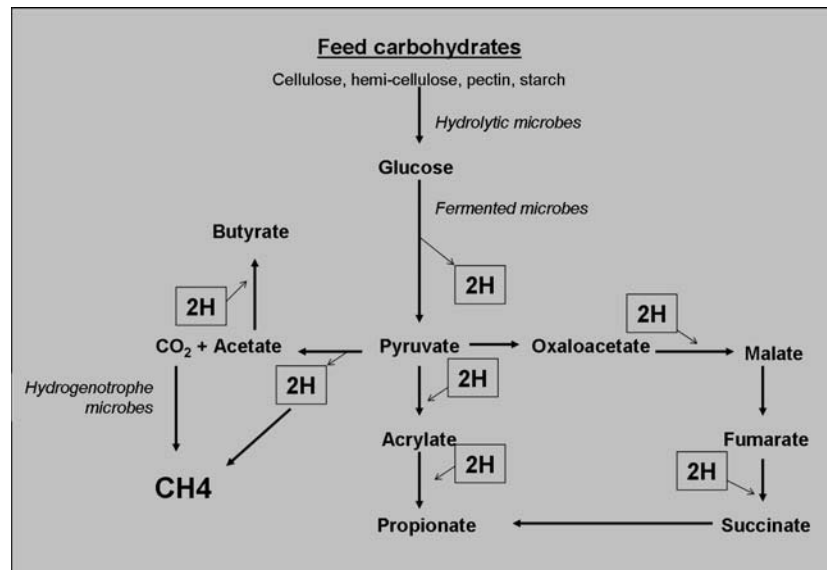 Feed carbohydrates
Cellulose, hemi-cellulose, pectin, starch
Hydrolytic microbes
Glucose
Fermented microbes
Butyrate
2H
2H
2H
CO₂ + Acetate
Pyruvate
Oxaloacetate
Malate
Hydrogenotrophe
microbes
2H
2H
Acrylate
Fumarate
CH4
2H
2H
Propionate
Succinate